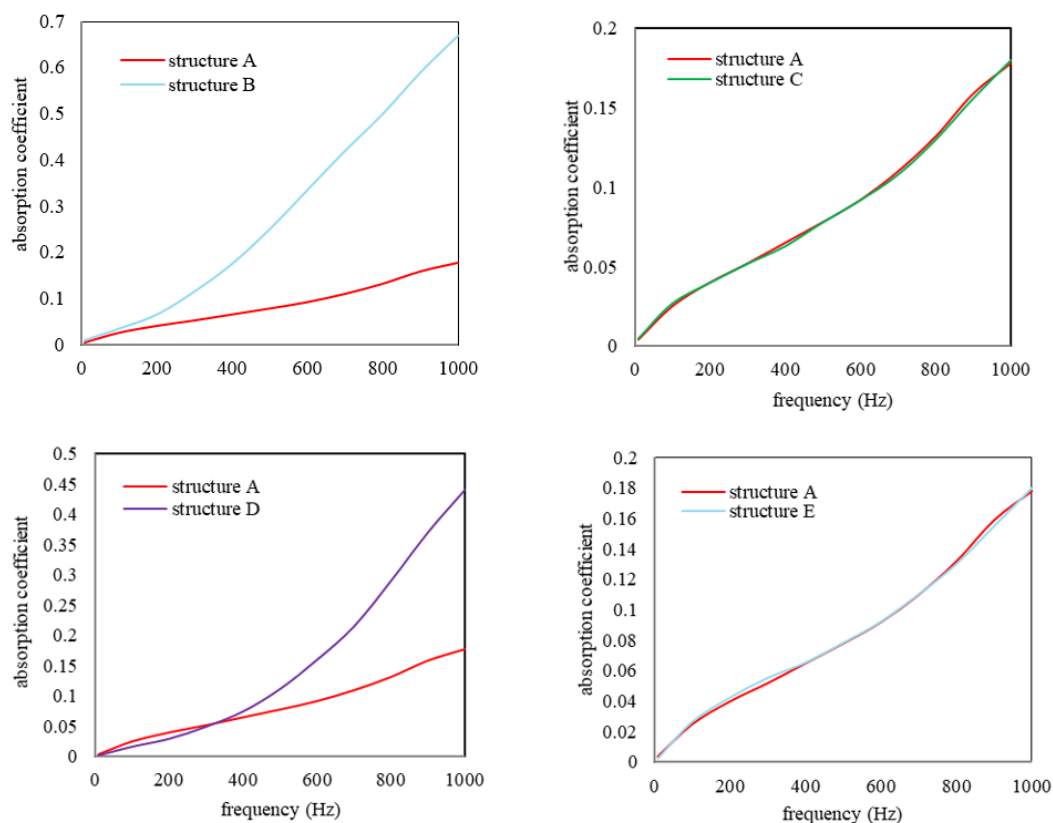 0.7
0.6
0.5
0.4
0.3
0.2
0.1
0
absorption coefficient
structure A
structure B
0 200 400 600 800 1000
0.2
0.15
0.1
0.05
0
absorption coefficient
structure A
structure C
0 200 400 600 800 1000
frequency (Hz)
0.5
0.45
0.4
0.35
0.3
0.25
0.2
0.15
0.1
0.05
0
absorption coefficient
structure A
structure D
0 200 400 600 800 1000
frequency (Hz)
0.2
0.18
0.16
0.14
0.12
0.1
0.08
0.06
0.04
0.02
0
absorption coefficient
structure A
structure E
0 200 400 600 800 1000
frequency (Hz)